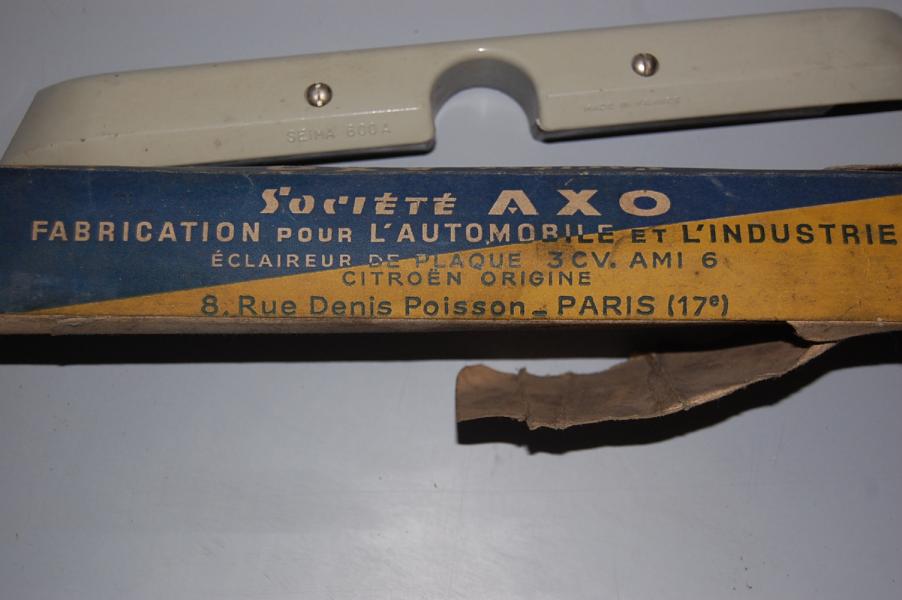 SEIMA 600A
MADE IN FRANCE
Société AXO
FABRICATION POUR L'AUTOMOBILE ET L'INDUSTRIE
ÉCLAIREUR DE PLAQUE 3CV. AMI 6
CITROËN ORIGINE
8, Rue Denis Poisson - PARIS (17e)